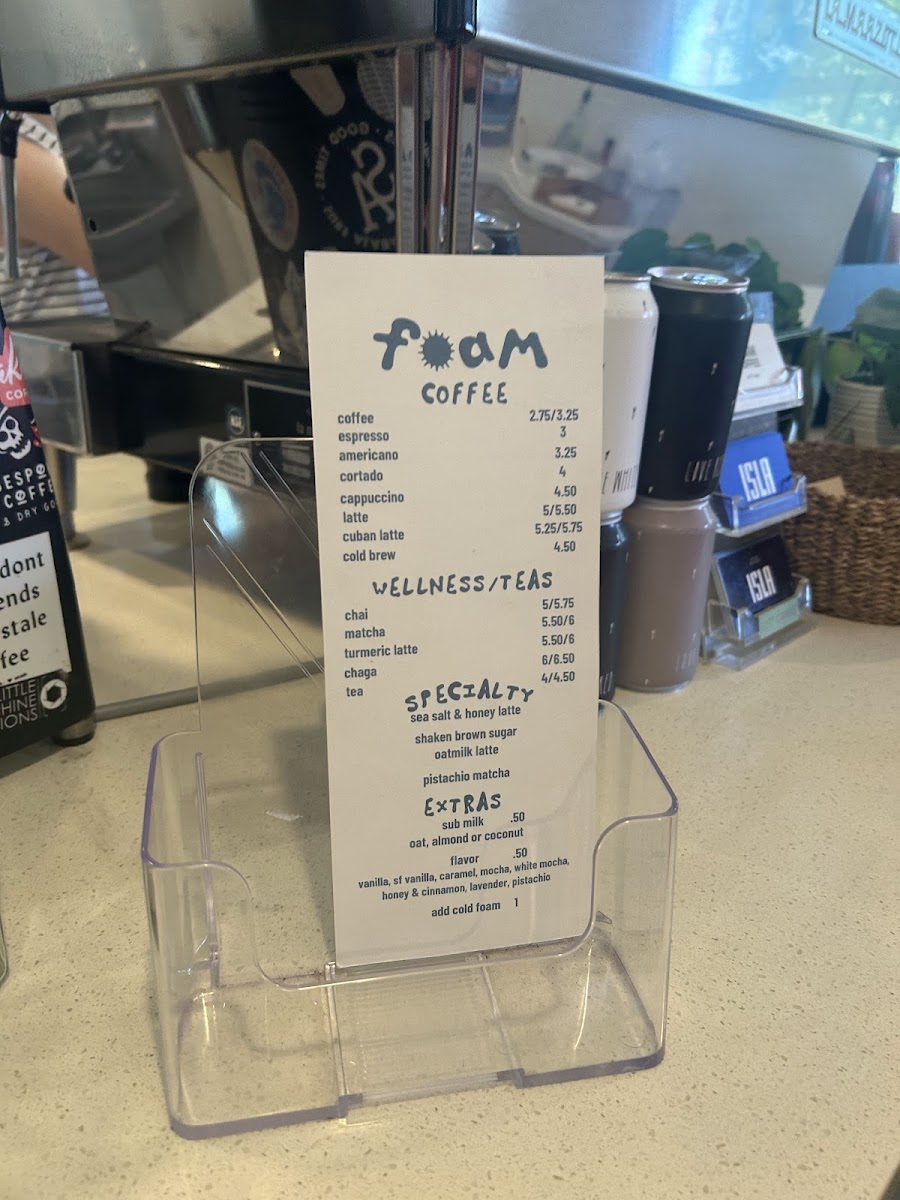 foam
COFFEE
coffee 2.75/3.25
espresso 3
americano 3.25
cortado 4
cappuccino 4.50
latte 5/5.50
cuban latte 5.25/5.75
cold brew 4.50
WELLNESS/TEAS
chai 5/5.75
matcha 5.50/6
turmeric latte 5.50/6
chaga 6/6.50
tea 4/4.50
SPECIALTY
sea salt & honey latte
shaken brown sugar
oatmilk latte
pistachio matcha
EXTRAS
sub milk .50
oat, almond or coconut
flavor .50
vanilla, sf vanilla, caramel, mocha, white mocha,
honey & cinnamon, lavender, pistachio
add cold foam 1
ISLA
ISLA
dont
ends
stale
fee